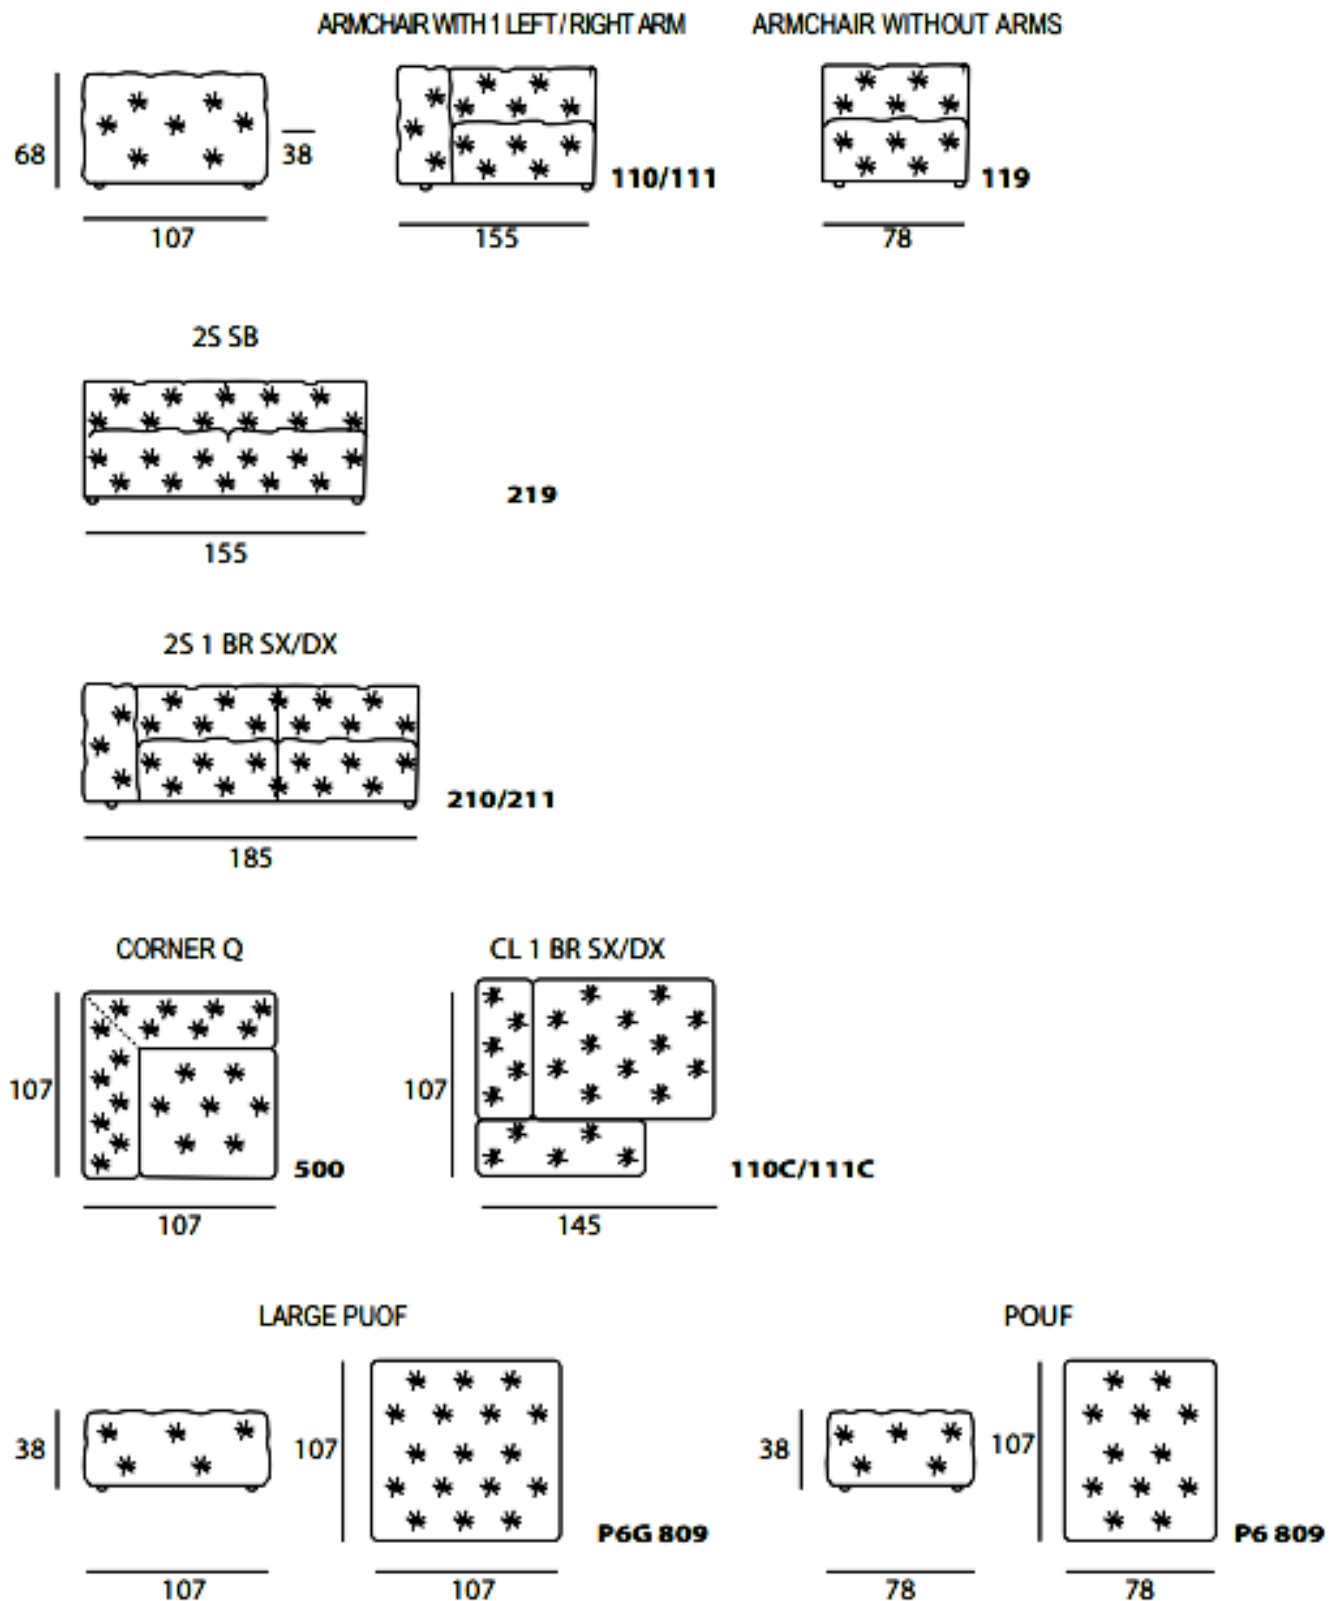 ARMCHAIR WITH 1 LEFT / RIGHT ARM
ARMCHAIR WITHOUT ARMS
68
38
110/111
119
107
155
78
2S SB
219
155
2S 1 BR SX/DX
210/211
185
CORNER Q
CL 1 BR SX/DX
107
107
500
110C/111C
107
145
LARGE PUOF
POUF
38
107
38
107
P6G 809
P6 809
107
107
78
78